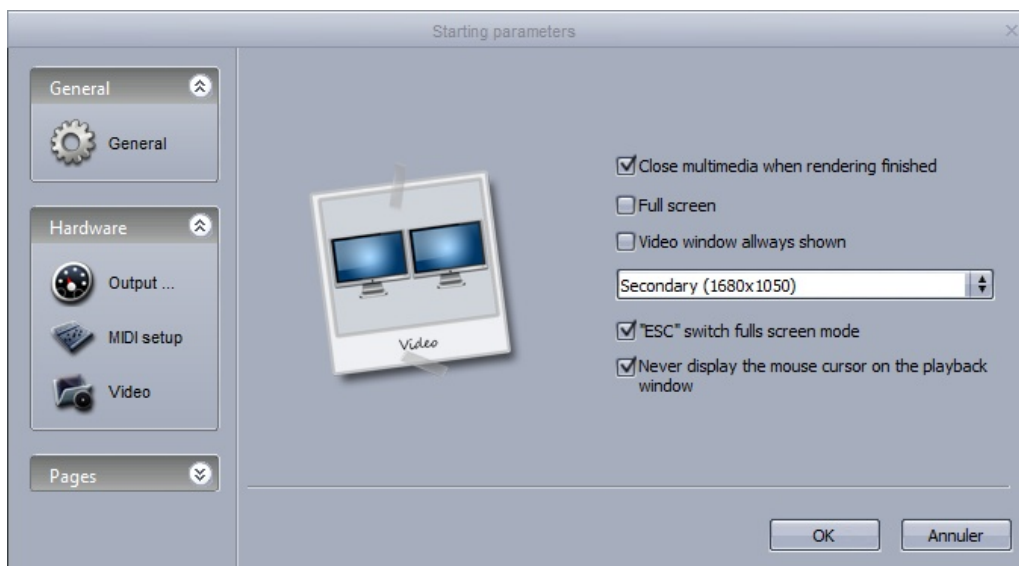 Starting parameters
General
General
Hardware
Output ...
MIDI setup
Video
Pages
Video
Close multimedia when rendering finished
Full screen
Video window allways shown
Secondary (1680x1050)
"ESC" switch fulls screen mode
Never display the mouse cursor on the playback
window
OK
Annuler